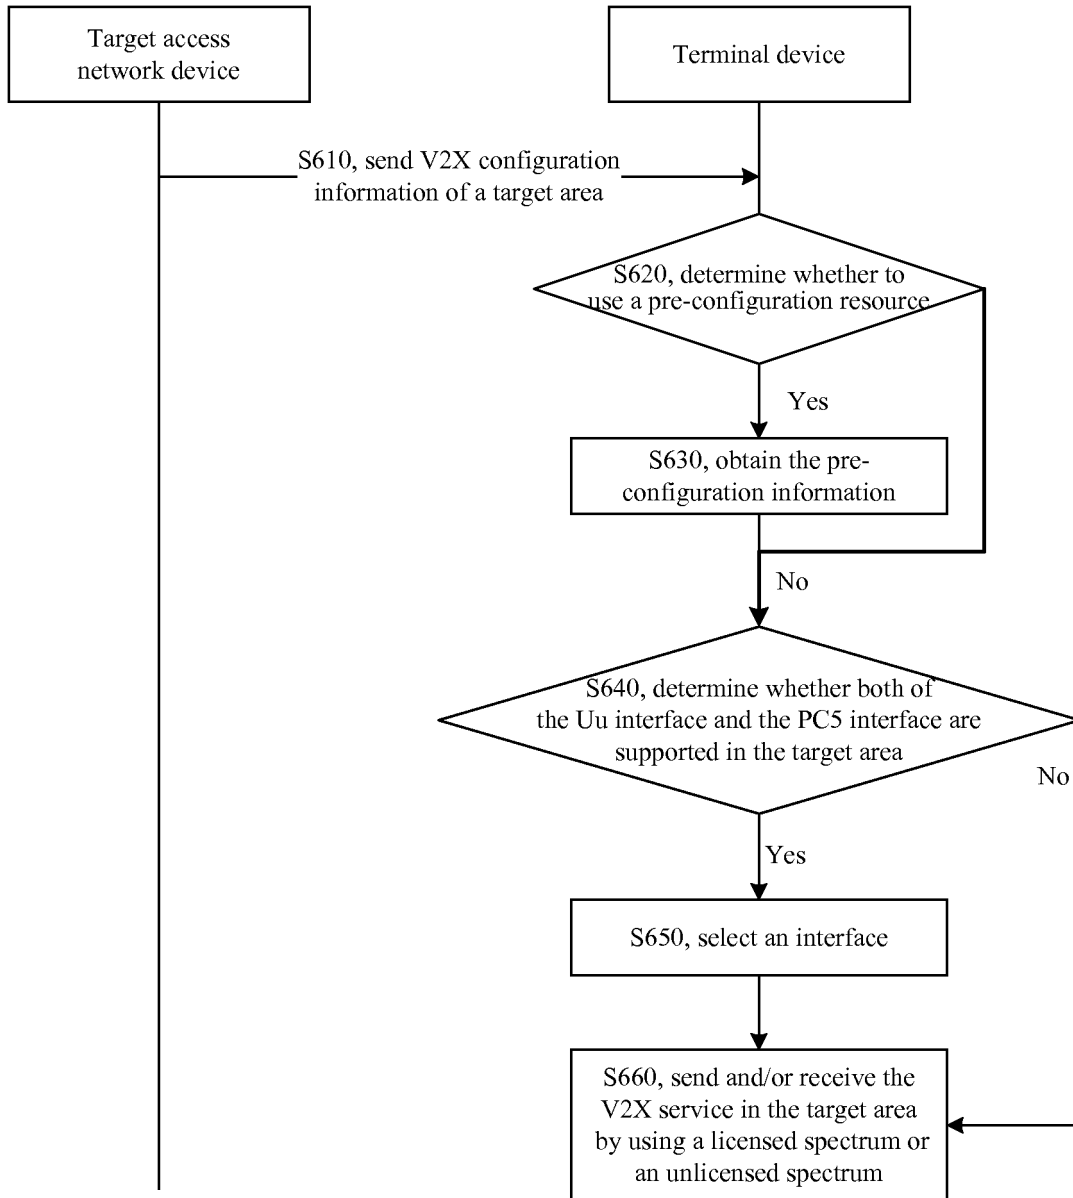 Target access
network device
Terminal device
S610, send V2X configuration
information of a target area
S620, determine whether to
use a pre-configuration resource
Yes
S630, obtain the pre-
configuration information
No
S640, determine whether both of
the Uu interface and the PC5 interface are
supported in the target area
No
Yes
S650, select an interface
S660, send and/or receive the
V2X service in the target area
by using a licensed spectrum or
an unlicensed spectrum